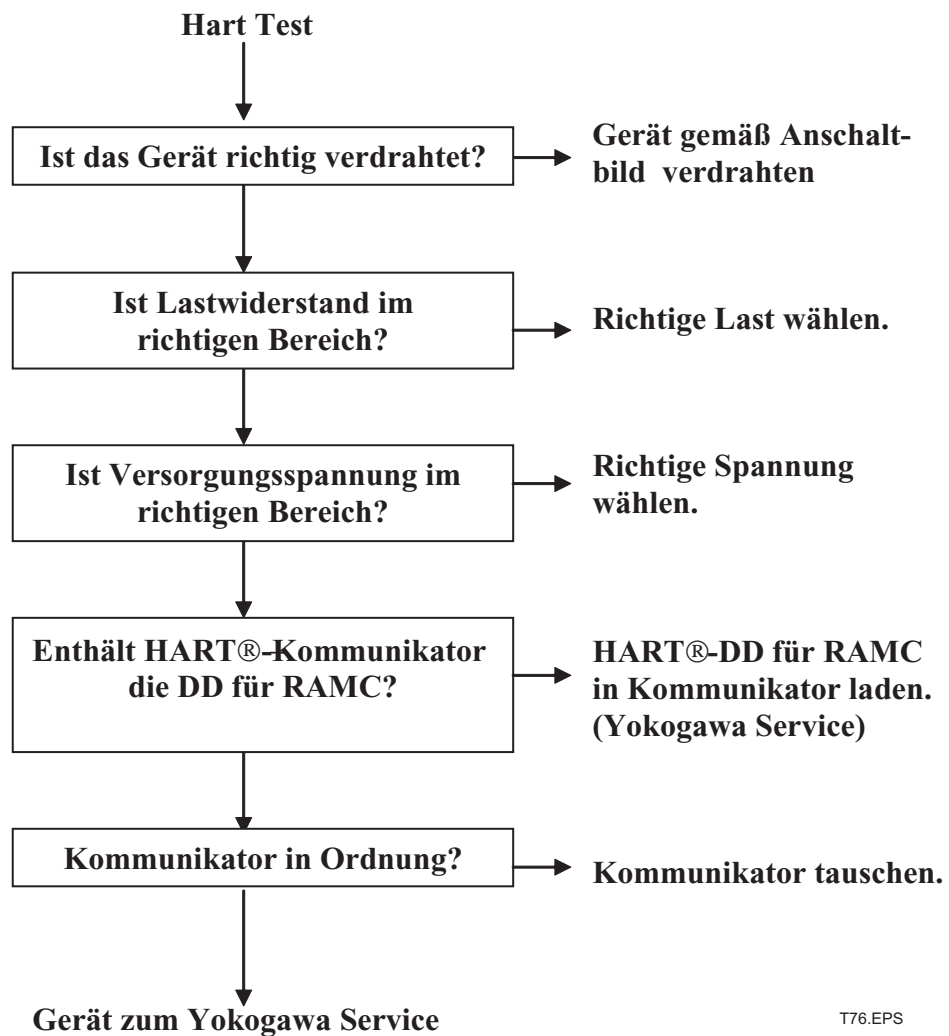 Hart Test
Ist das Gerät richtig verdrahtet?
Gerät gemäß Anschalt-
bild verdrahten
Ist Lastwiderstand im
richtigen Bereich?
Richtige Last wählen.
Ist Versorgungsspannung im
richtigen Bereich?
Richtige Spannung
wählen.
Enthält HART®-Kommunikator
die DD für RAMC?
HART®-DD für RAMC
in Kommunikator laden.
(Yokogawa Service)
Kommunikator in Ordnung?
Kommunikator tauschen.
Gerät zum Yokogawa Service
T76.EPS